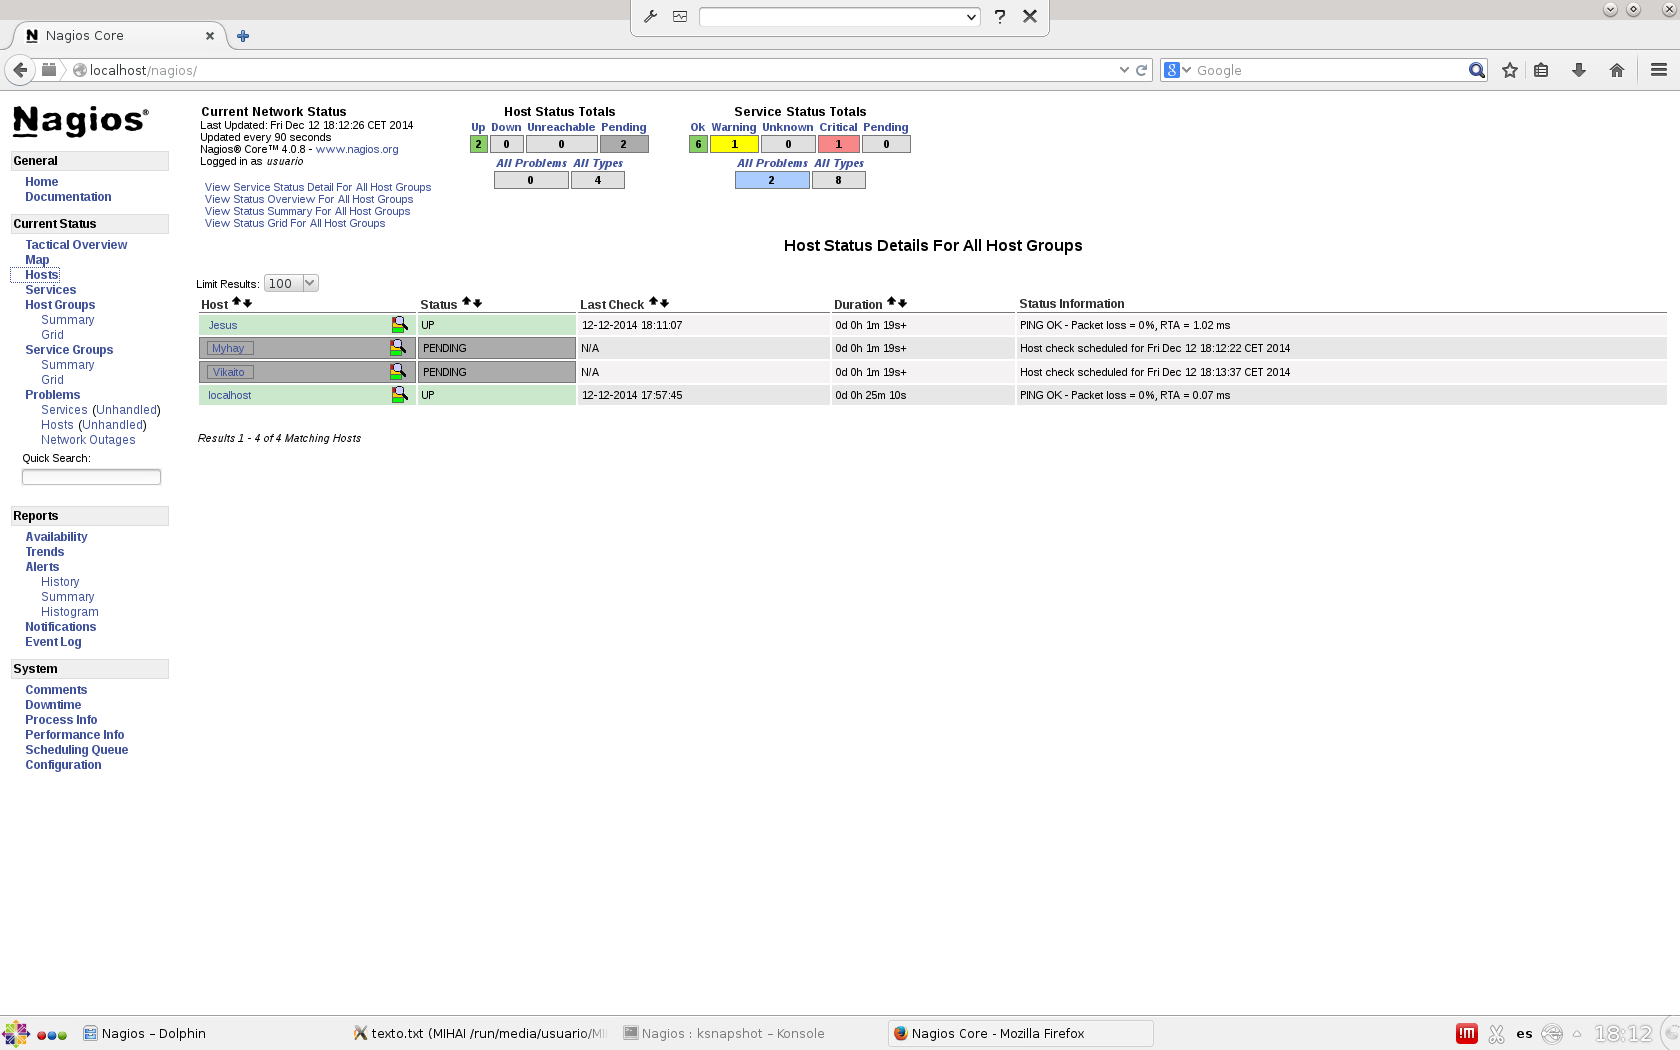 Nagios Core
localhost/nagios/
Google
Nagios®
General
Home
Documentation
Current Status
Tactical Overview
Map
Hosts
Services
Host Groups
Summary
Grid
Service Groups
Summary
Grid
Problems
Services (Unhandled)
Hosts (Unhandled)
Network Outages
Quick Search:
Reports
Availability
Trends
Alerts
History
Summary
Histogram
Notifications
Event Log
System
Comments
Downtime
Process Info
Performance Info
Scheduling Queue
Configuration
Current Network Status
Last Updated: Fri Dec 12 18:12:26 CET 2014
Updated every 90 seconds
Nagios® Core™ 4.0.8 - www.nagios.org
Logged in as usuario
View Service Status Detail For All Host Groups
View Status Overview For All Host Groups
View Status Summary For All Host Groups
View Status Grid For All Host Groups
Host Status Totals
Up Down Unreachable Pending
2 0 0 2
All Problems All Types
0 4
Service Status Totals
Ok Warning Unknown Critical Pending
6 1 0 1 0
All Problems All Types
2 8
Host Status Details For All Host Groups
Limit Results: 100
Host Status Last Check Duration Status Information
Jesus UP 12-12-2014 18:11:07 0d 0h 1m 19s+ PING OK - Packet loss = 0%, RTA = 1.02 ms
Myhay PENDING N/A 0d 0h 1m 19s+ Host check scheduled for Fri Dec 12 18:12:22 CET 2014
Vikaito PENDING N/A 0d 0h 1m 19s+ Host check scheduled for Fri Dec 12 18:13:37 CET 2014
localhost UP 12-12-2014 17:57:45 0d 0h 25m 10s PING OK - Packet loss = 0%, RTA = 0.07 ms
Results 1 - 4 of 4 Matching Hosts
Nagios – Dolphin
texto.txt (MIHAI /run/media/usuario/MI
Nagios : ksnapshot – Konsole
Nagios Core - Mozilla Firefox
!m
es
18:12